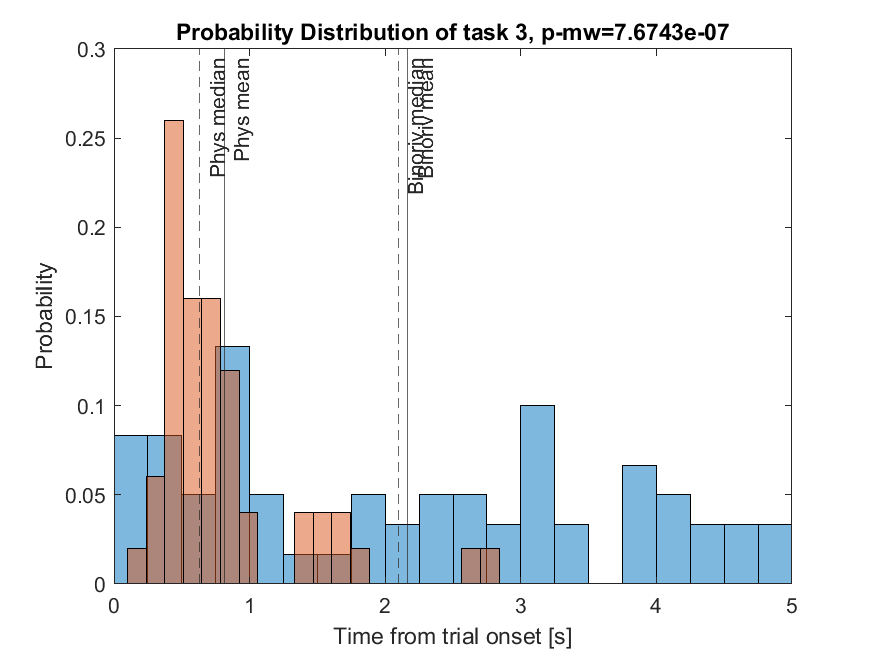 Probability Distribution of task 3, p-mw=7.6743e-07
0.3
0.25
0.2
0.15
0.1
0.05
0
Probability
Phys median
Phys mean
Binoriv median
Binoriv mean
0
1
2
3
4
5
Time from trial onset [s]